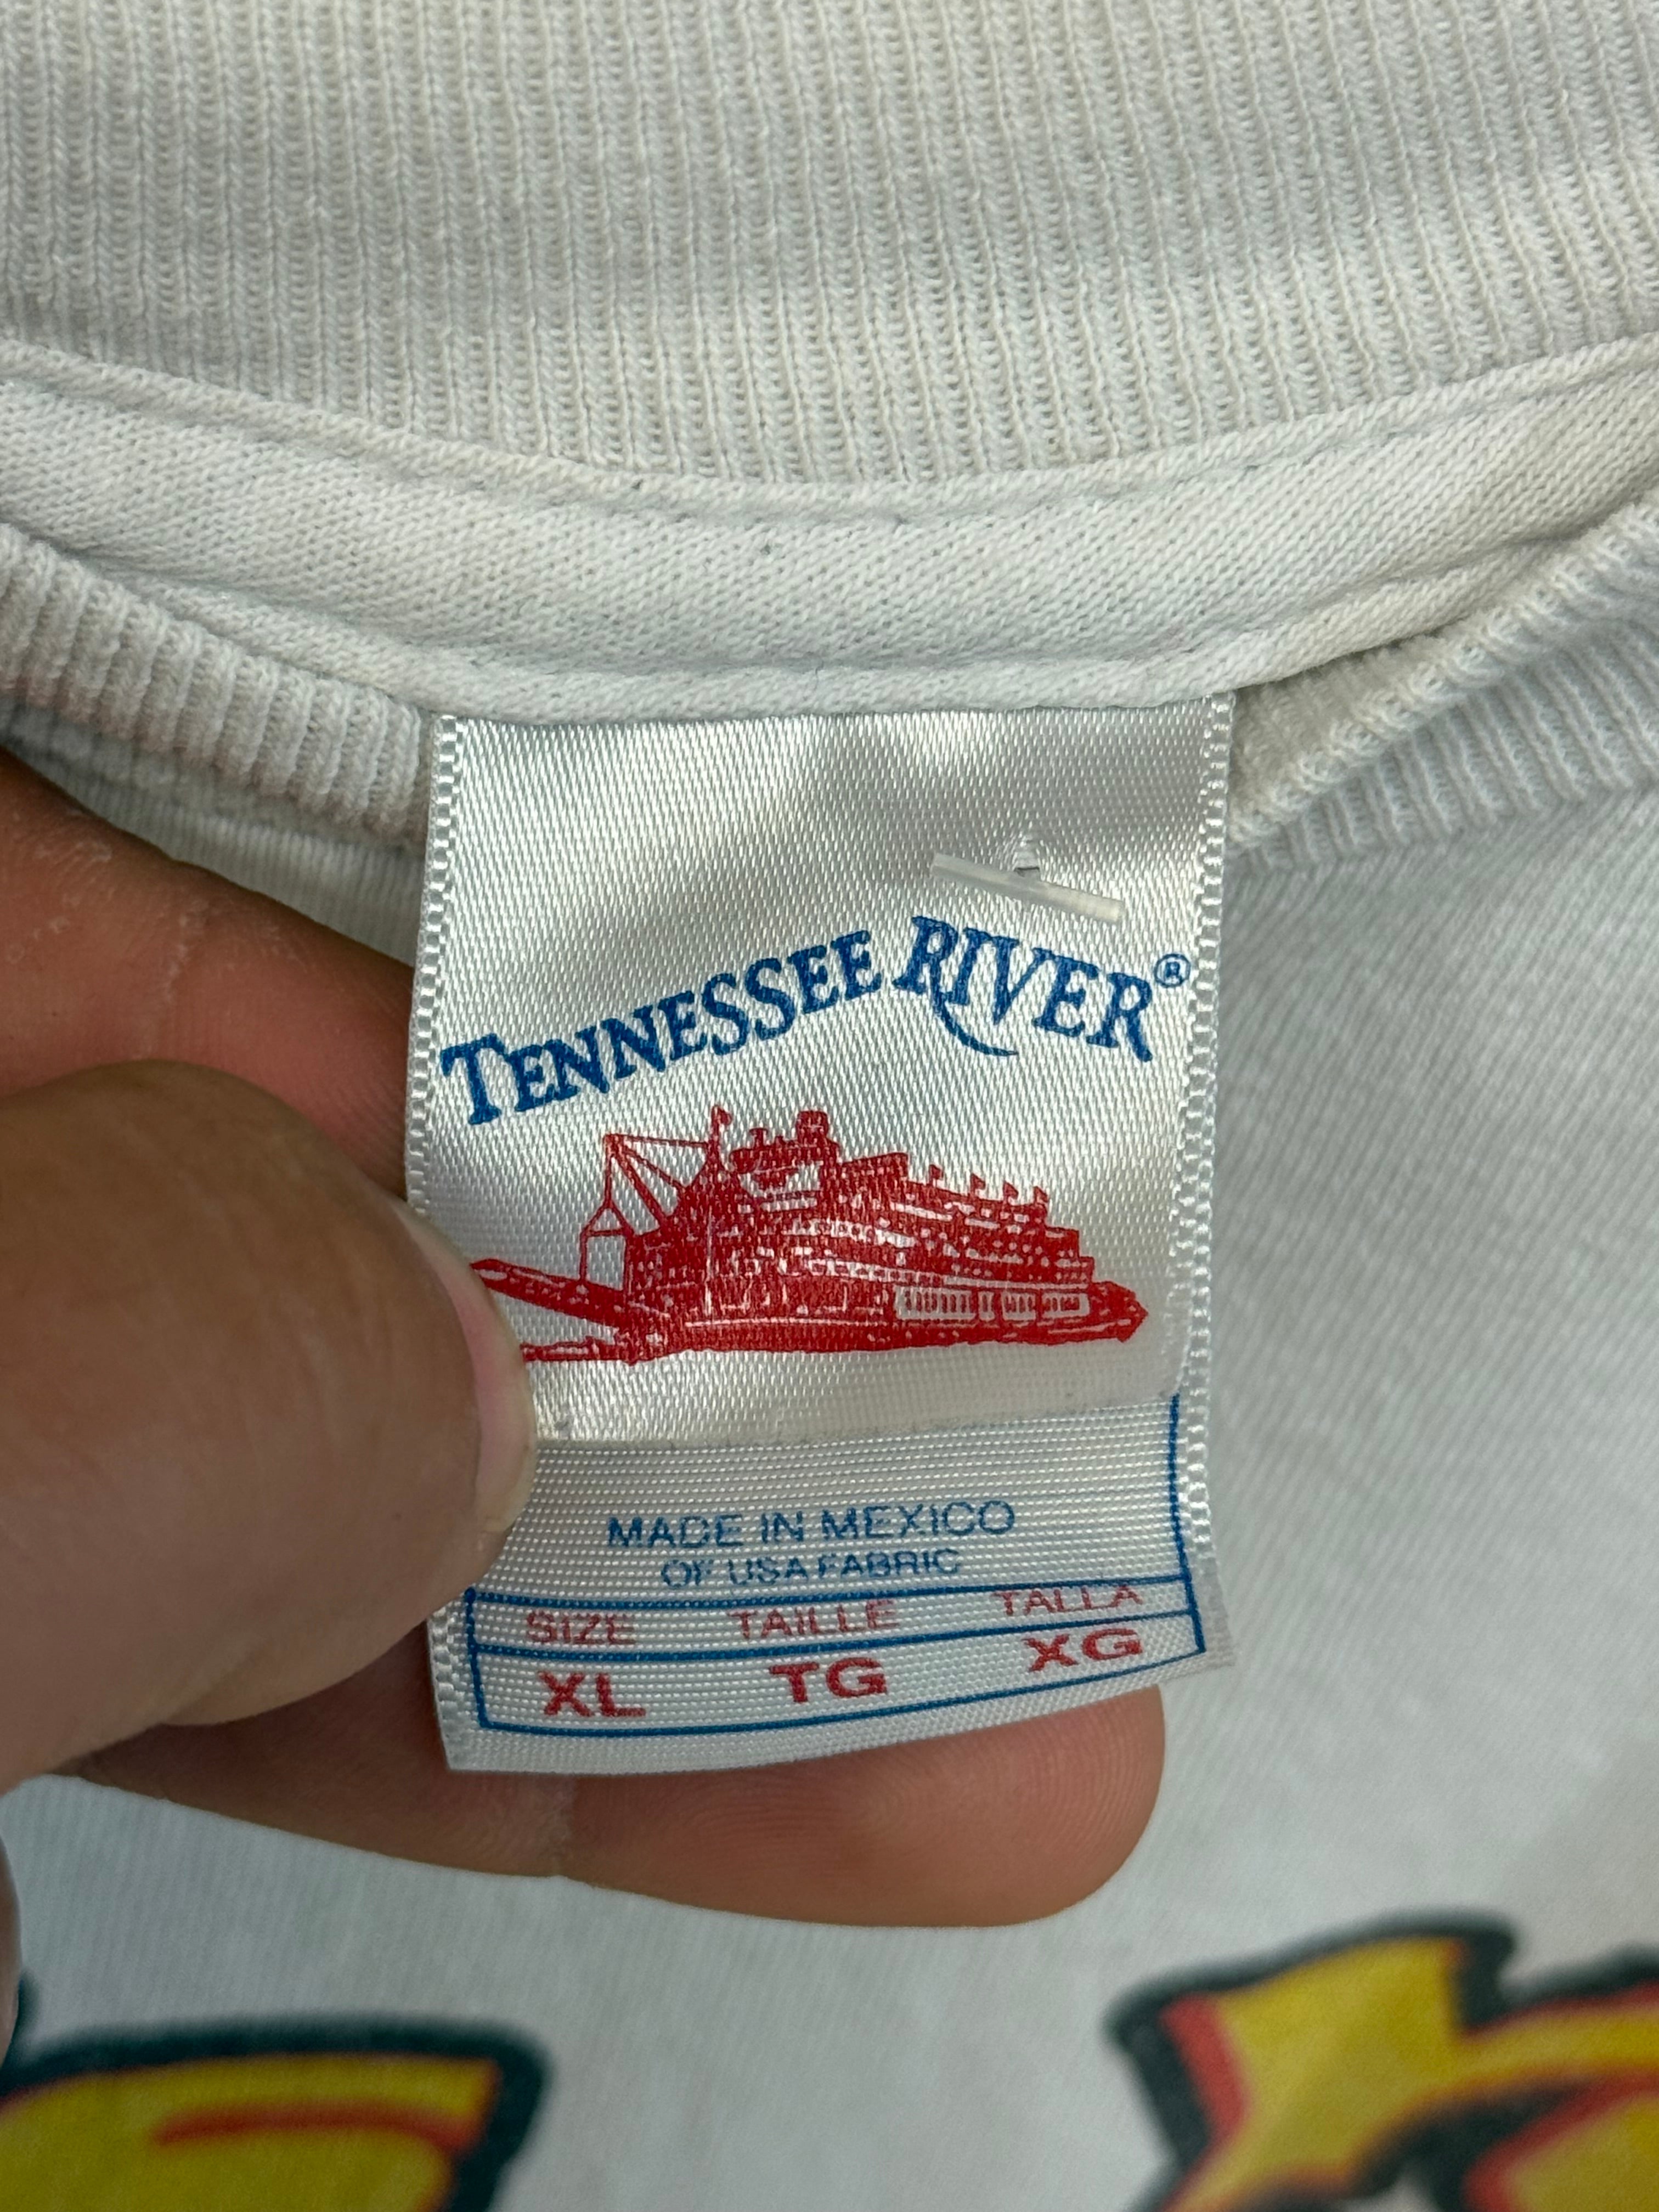 TENNESSEE RIVER®
MADE IN MEXICO
OF USA FABRIC
SIZE TAILLE TALLA
XL TG XG